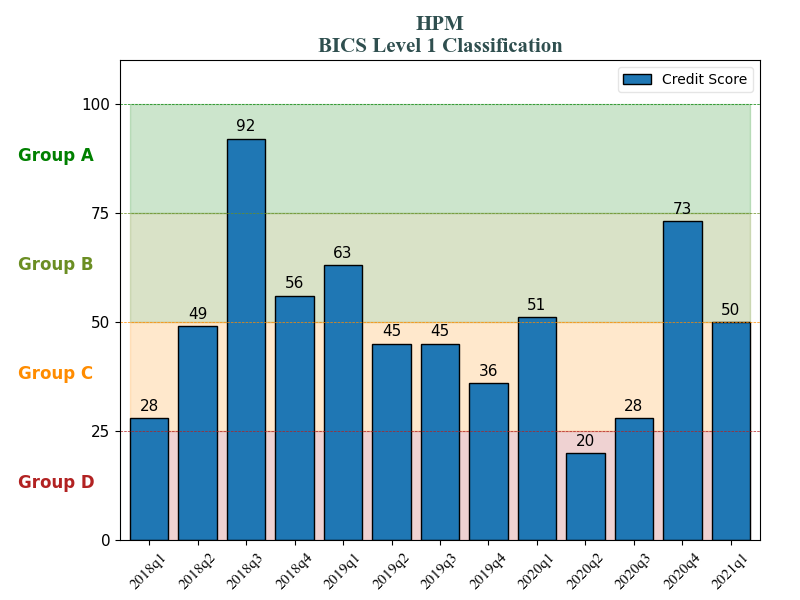 HPM
BICS Level 1 Classification
Credit Score
100
Group A
92
75
73
Group B
63
56
51
50
49
50
45
45
Group C
36
28
28
25
20
Group D
0
2018q1
2018q2
2018q3
2018q4
2019q1
2019q2
2019q3
2019q4
2020q1
2020q2
2020q3
2020q4
2021q1